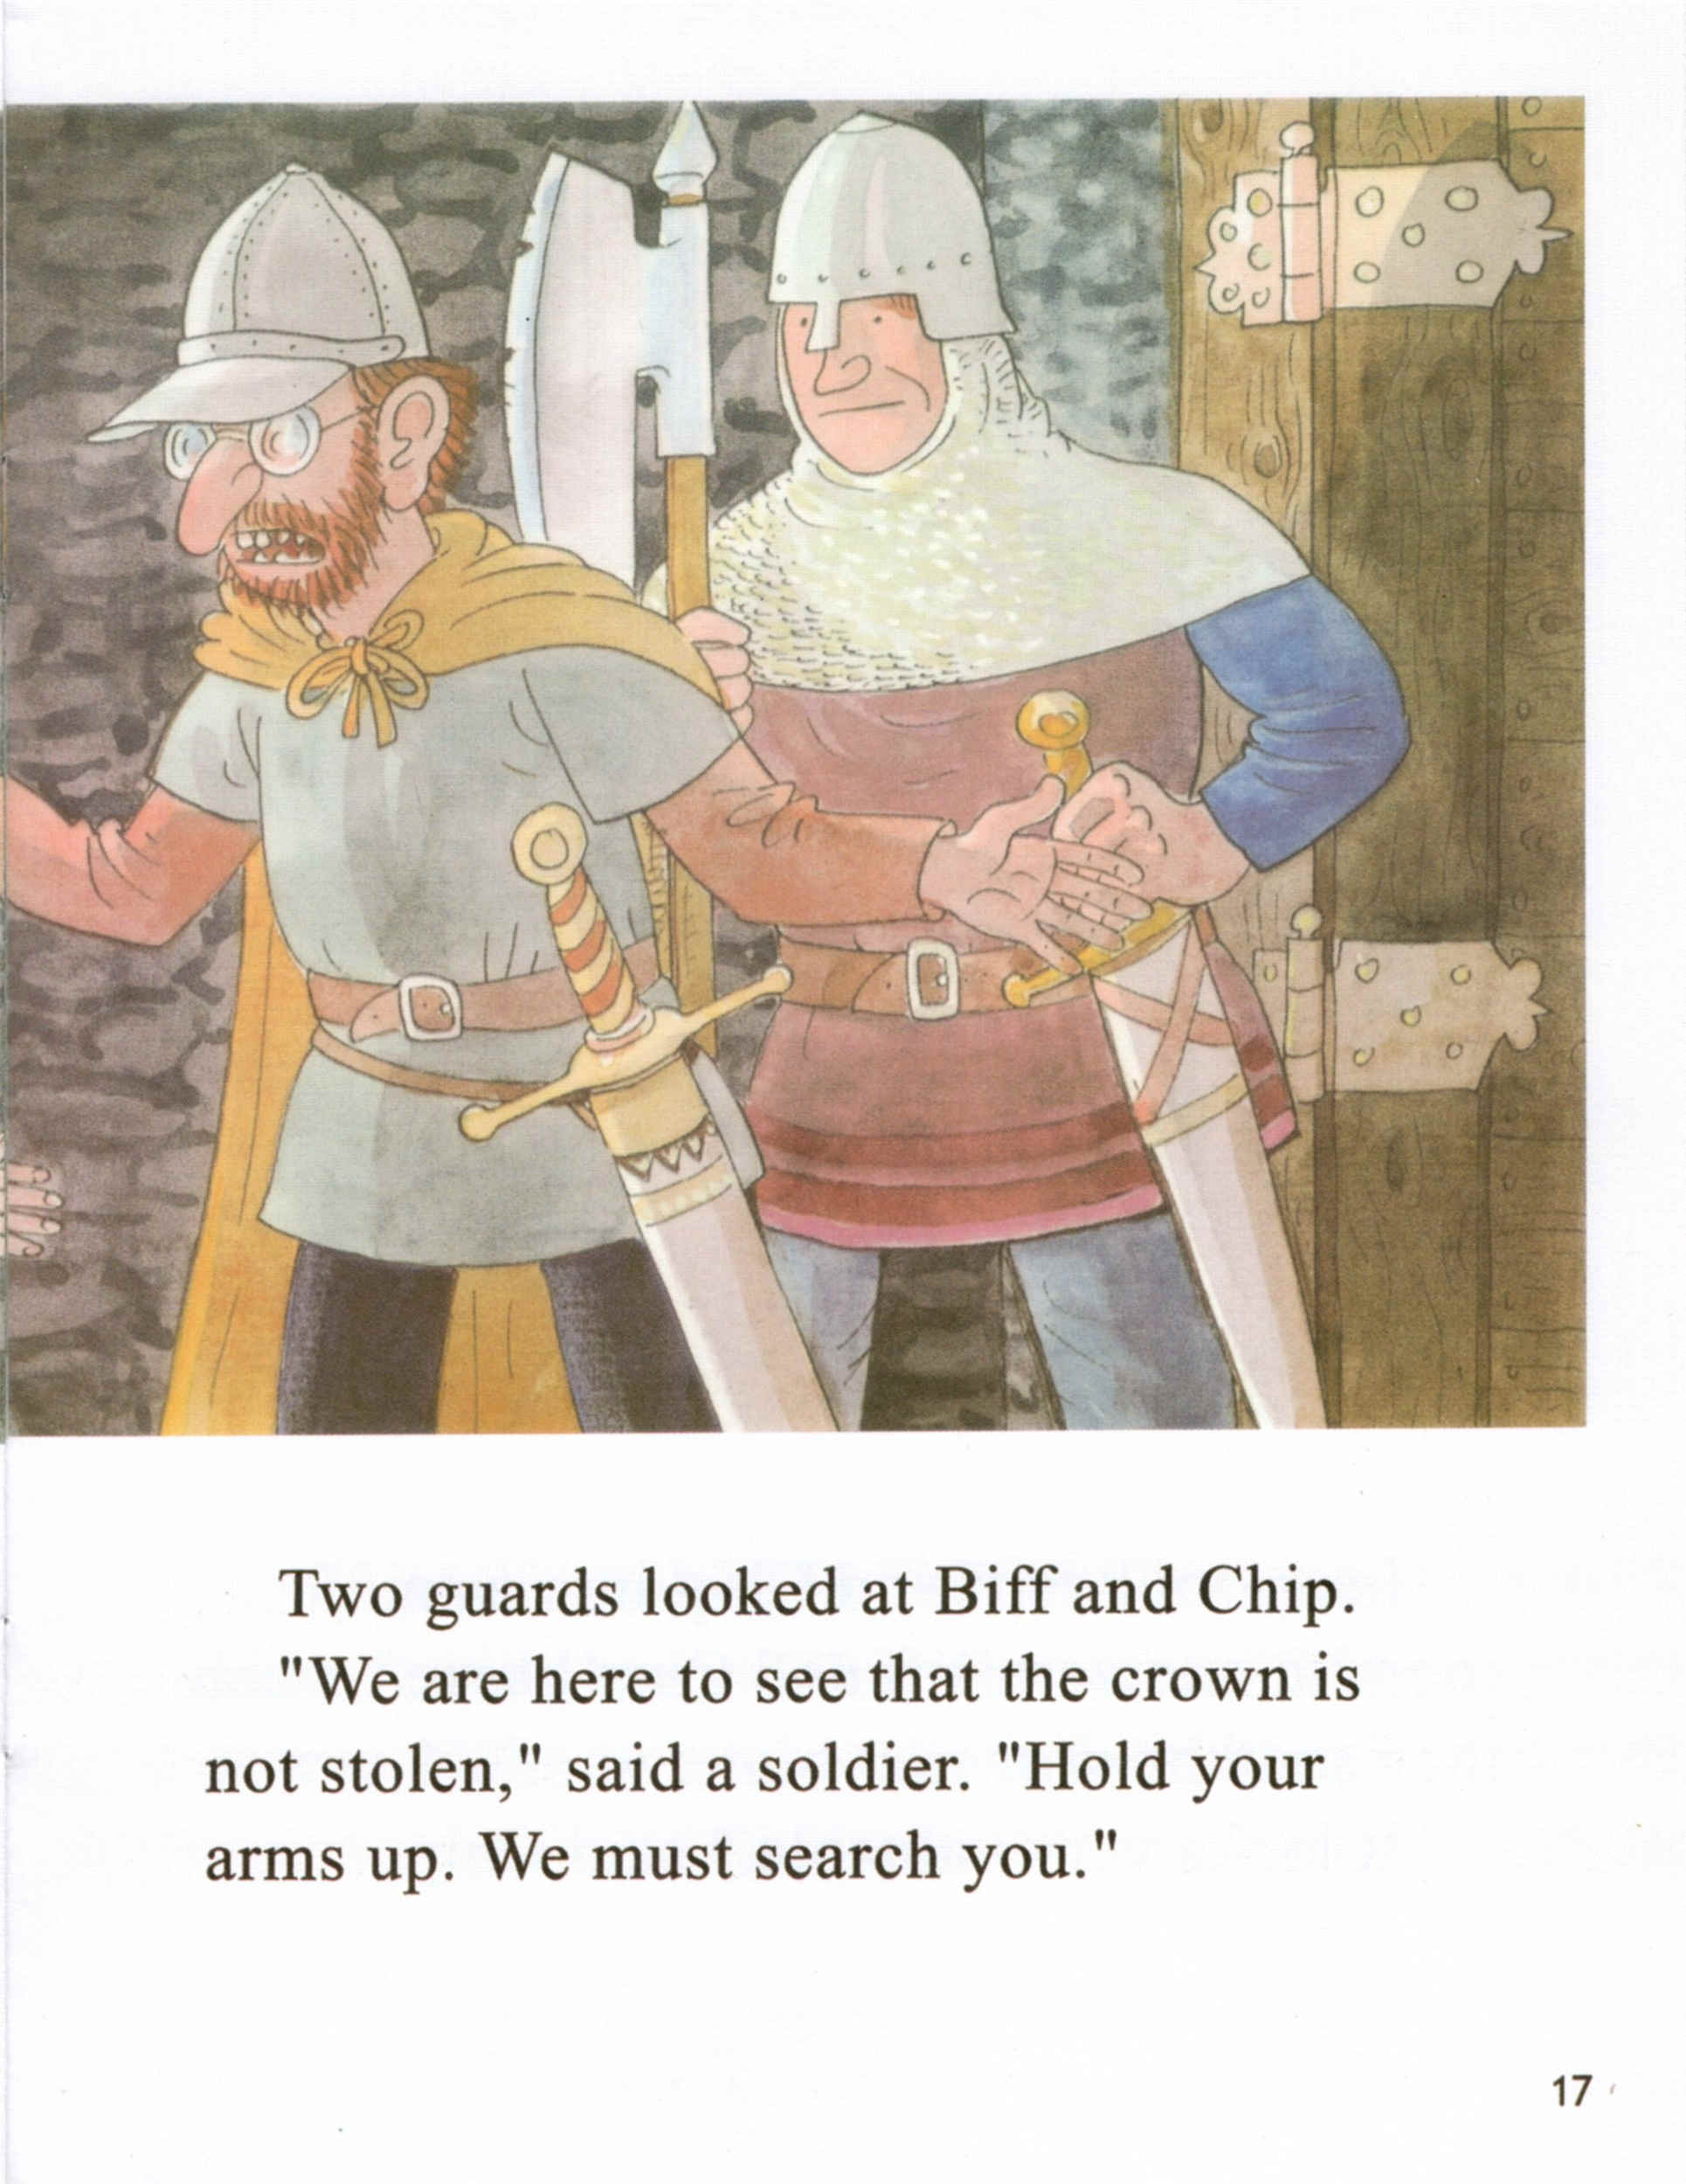 Two guards looked at Biff and Chip.
"We are here to see that the crown is
not stolen," said a soldier. "Hold your
arms up. We must search you."
17